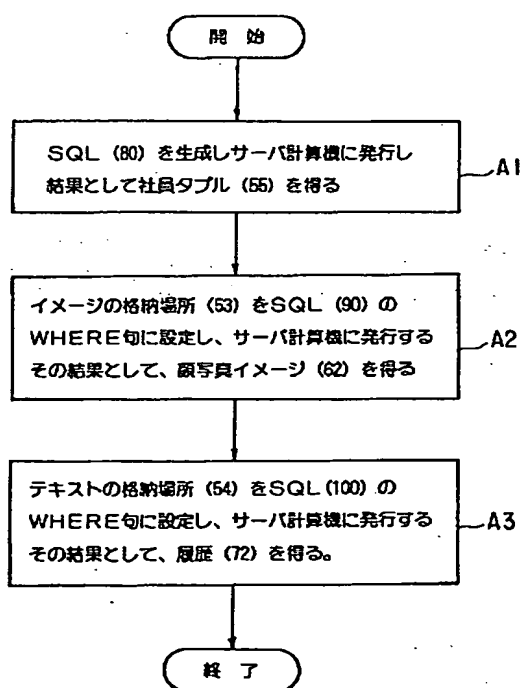 開 始
SQL (80) を生成しサーバ計算機に発行し
結果として社員タプル (55) を得る
A1
イメージの格納場所 (53) をSQL (90) の
WHERE句に設定し、サーバ計算機に発行する
その結果として、顔写真イメージ (62) を得る
A2
テキストの格納場所 (54) をSQL (100) の
WHERE句に設定し、サーバ計算機に発行する
その結果として、履歴 (72) を得る。
A3
終 了